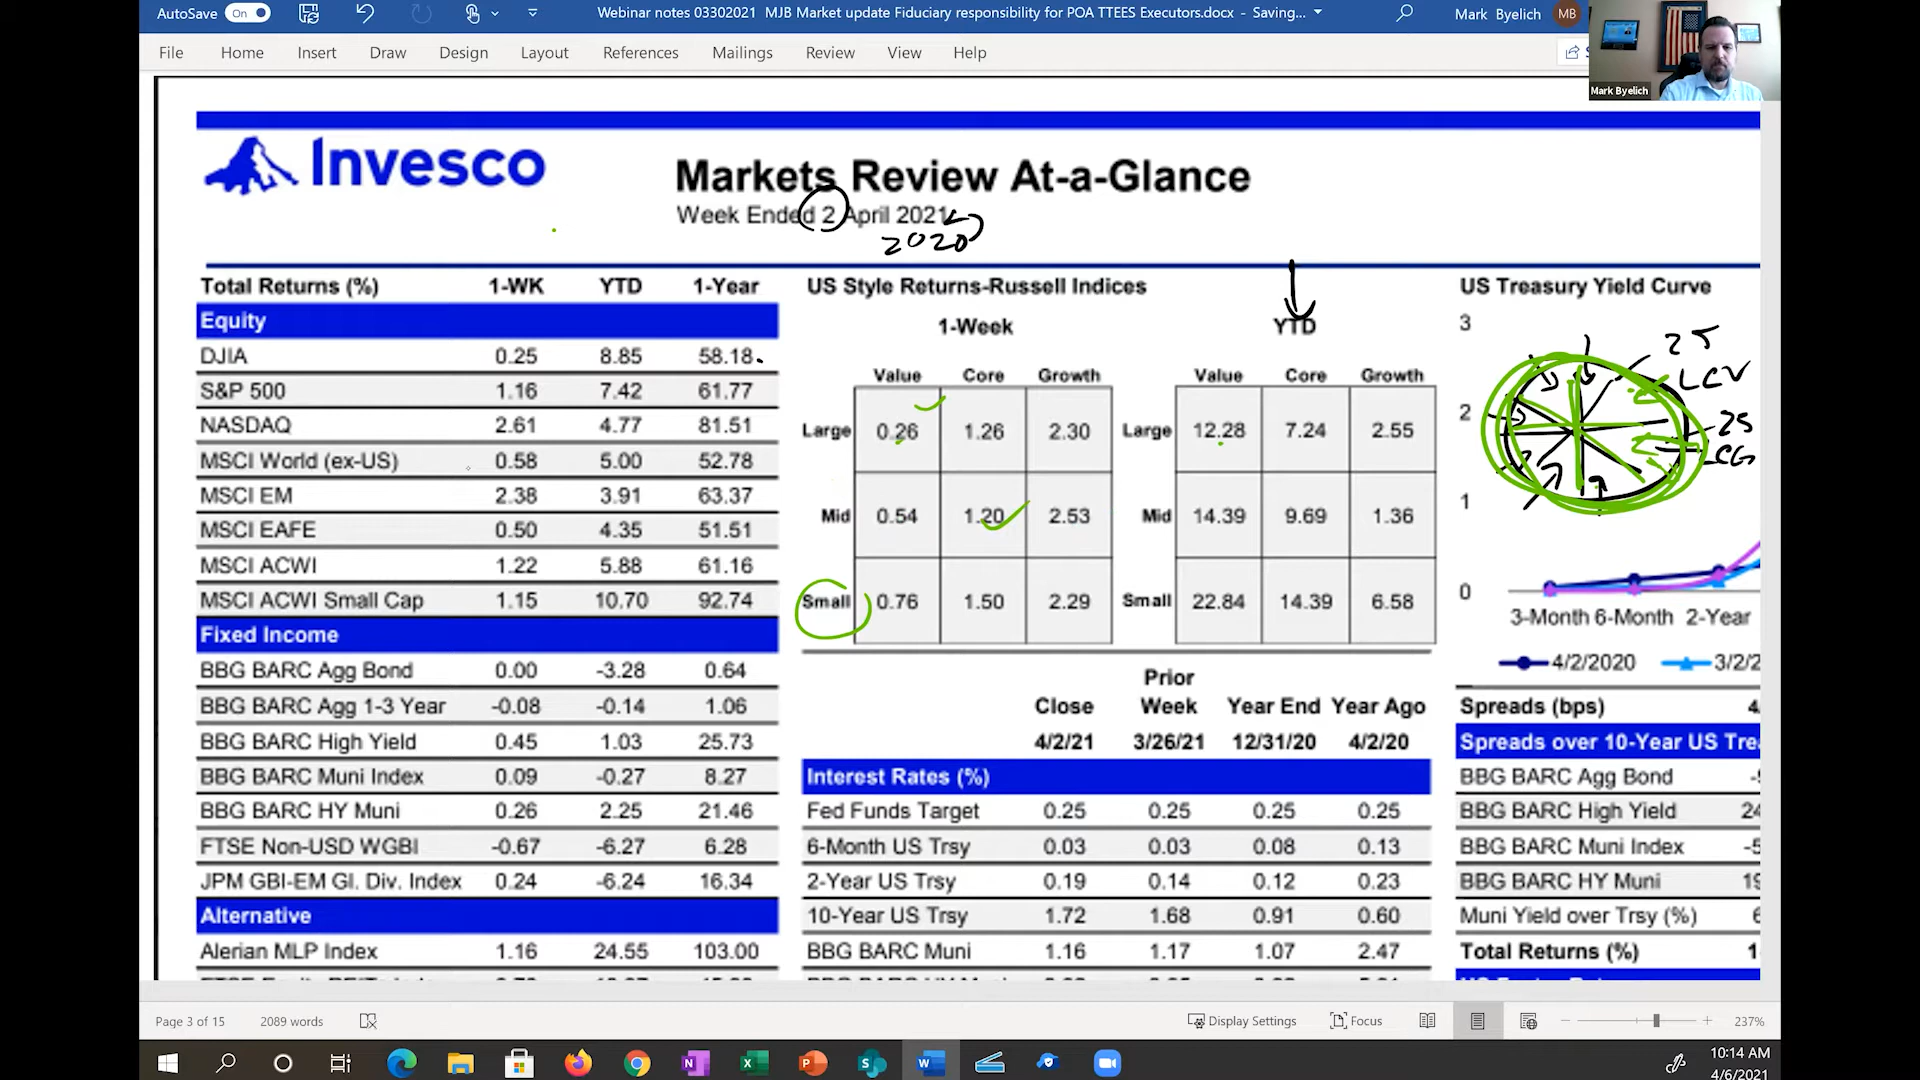 AutoSave On
Webinar notes 03302021 MJB Market update Fiduciary responsibility for POA TTEES Executors.docx - Saving...
Mark Byelich MB
File Home Insert Draw Design Layout References Mailings Review View Help
Mark Byelich
Invesco
Markets Review At-a-Glance
Week Ended 2 April 2021
2020
Total Returns (%) 1-WK YTD 1-Year
Equity
DJIA 0.25 8.85 58.18
S&P 500 1.16 7.42 61.77
NASDAQ 2.61 4.77 81.51
MSCI World (ex-US) 0.58 5.00 52.78
MSCI EM 2.38 3.91 63.37
MSCI EAFE 0.50 4.35 51.51
MSCI ACWI 1.22 5.88 61.16
MSCI ACWI Small Cap 1.15 10.70 92.74
Fixed Income
BBG BARC Agg Bond 0.00 -3.28 0.64
BBG BARC Agg 1-3 Year -0.08 -0.14 1.06
BBG BARC High Yield 0.45 1.03 25.73
BBG BARC Muni Index 0.09 -0.27 8.27
BBG BARC HY Muni 0.26 2.25 21.46
FTSE Non-USD WGBI -0.67 -6.27 6.28
JPM GBI-EM Gl. Div. Index 0.24 -6.24 16.34
Alternative
Alerian MLP Index 1.16 24.55 103.00
US Style Returns-Russell Indices
1-Week
Value Core Growth
Large 0.26 1.26 2.30
Mid 0.54 1.20 2.53
Small 0.76 1.50 2.29
YTD
Value Core Growth
Large 12.28 7.24 2.55
Mid 14.39 9.69 1.36
Small 22.84 14.39 6.58
Prior
Close Week Year End Year Ago
4/2/21 3/26/21 12/31/20 4/2/20
Interest Rates (%)
Fed Funds Target 0.25 0.25 0.25 0.25
6-Month US Trsy 0.03 0.03 0.08 0.13
2-Year US Trsy 0.19 0.14 0.12 0.23
10-Year US Trsy 1.72 1.68 0.91 0.60
BBG BARC Muni 1.16 1.17 1.07 2.47
US Treasury Yield Curve
3
25
LCV
2
25
LCG
1
0
3-Month 6-Month 2-Year
4/2/2020 3/2/2
Spreads (bps) 4
Spreads over 10-Year US Tre
BBG BARC Agg Bond
BBG BARC High Yield 24
BBG BARC Muni Index -5
BBG BARC HY Muni 19
Muni Yield over Trsy (%) 6
Total Returns (%) 1
Page 3 of 15 2089 words
Display Settings Focus 237%
10:14 AM
4/6/2021